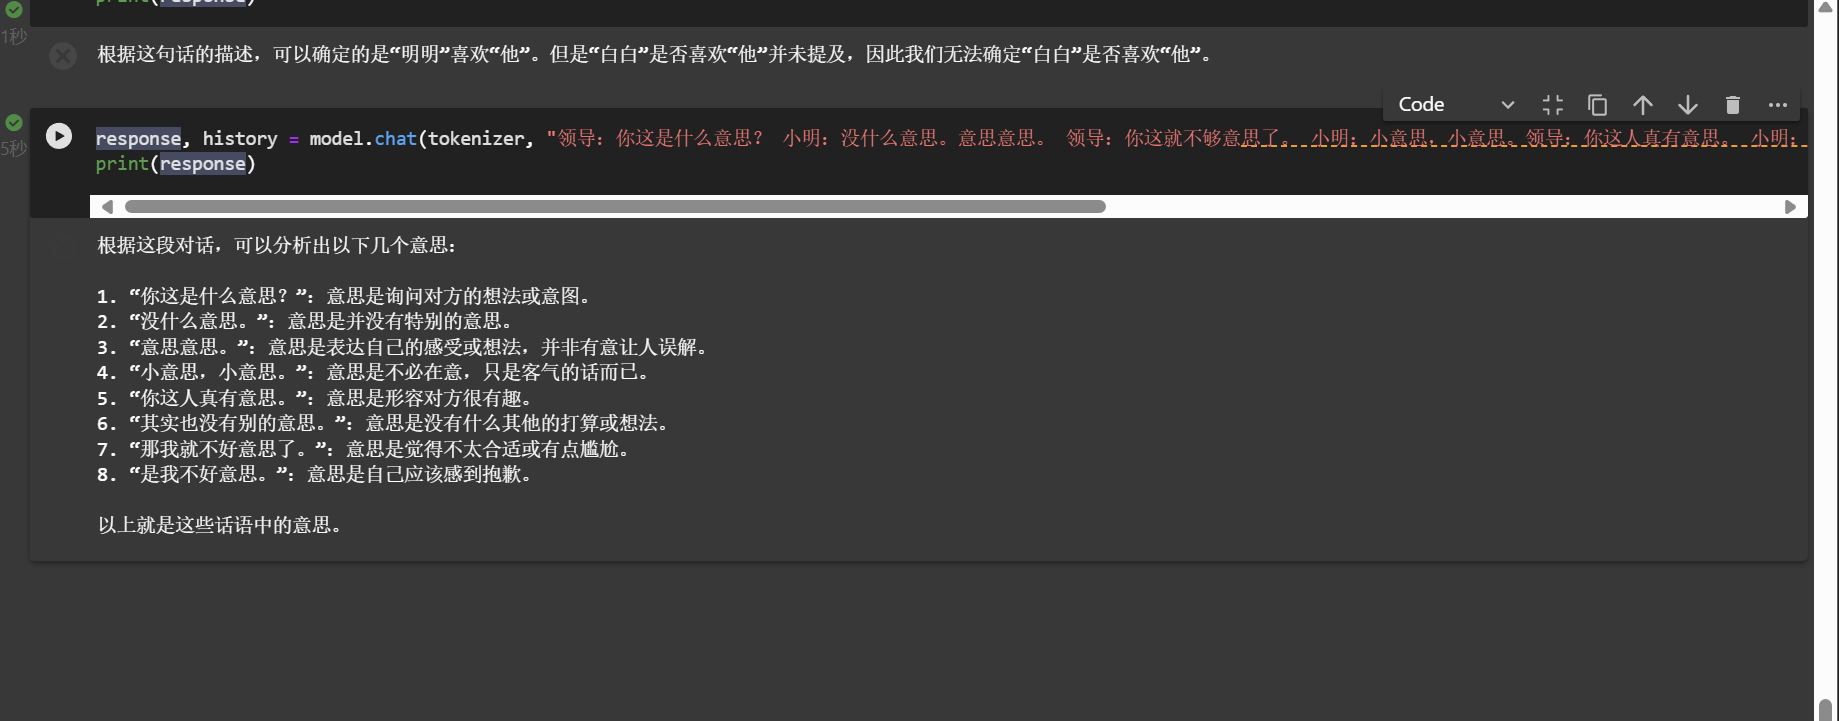 print(response)
1秒
根据这句话的描述，可以确定的是“明明”喜欢“他”。但是“白白”是否喜欢“他”并未提及，因此我们无法确定“白白”是否喜欢“他”。
Code
5秒
response, history = model.chat(tokenizer, "领导：你这是什么意思？ 小明：没什么意思。意思意思。 领导：你这就不够意思了。 小明：小意思，小意思。领导：你这人真有意思。 小明：
print(response)
根据这段对话，可以分析出以下几个意思：
1. “你这是什么意思？”：意思是询问对方的想法或意图。
2. “没什么意思。”：意思是并没有特别的意思。
3. “意思意思。”：意思是表达自己的感受或想法，并非有意让人误解。
4. “小意思，小意思。”：意思是不必在意，只是客气的话而已。
5. “你这人真有意思。”：意思是形容对方很有趣。
6. “其实也没有别的意思。”：意思是没有什么其他的打算或想法。
7. “那我就不好意思了。”：意思是觉得不太合适或有点尴尬。
8. “是我不好意思。”：意思是自己应该感到抱歉。
以上就是这些话语中的意思。